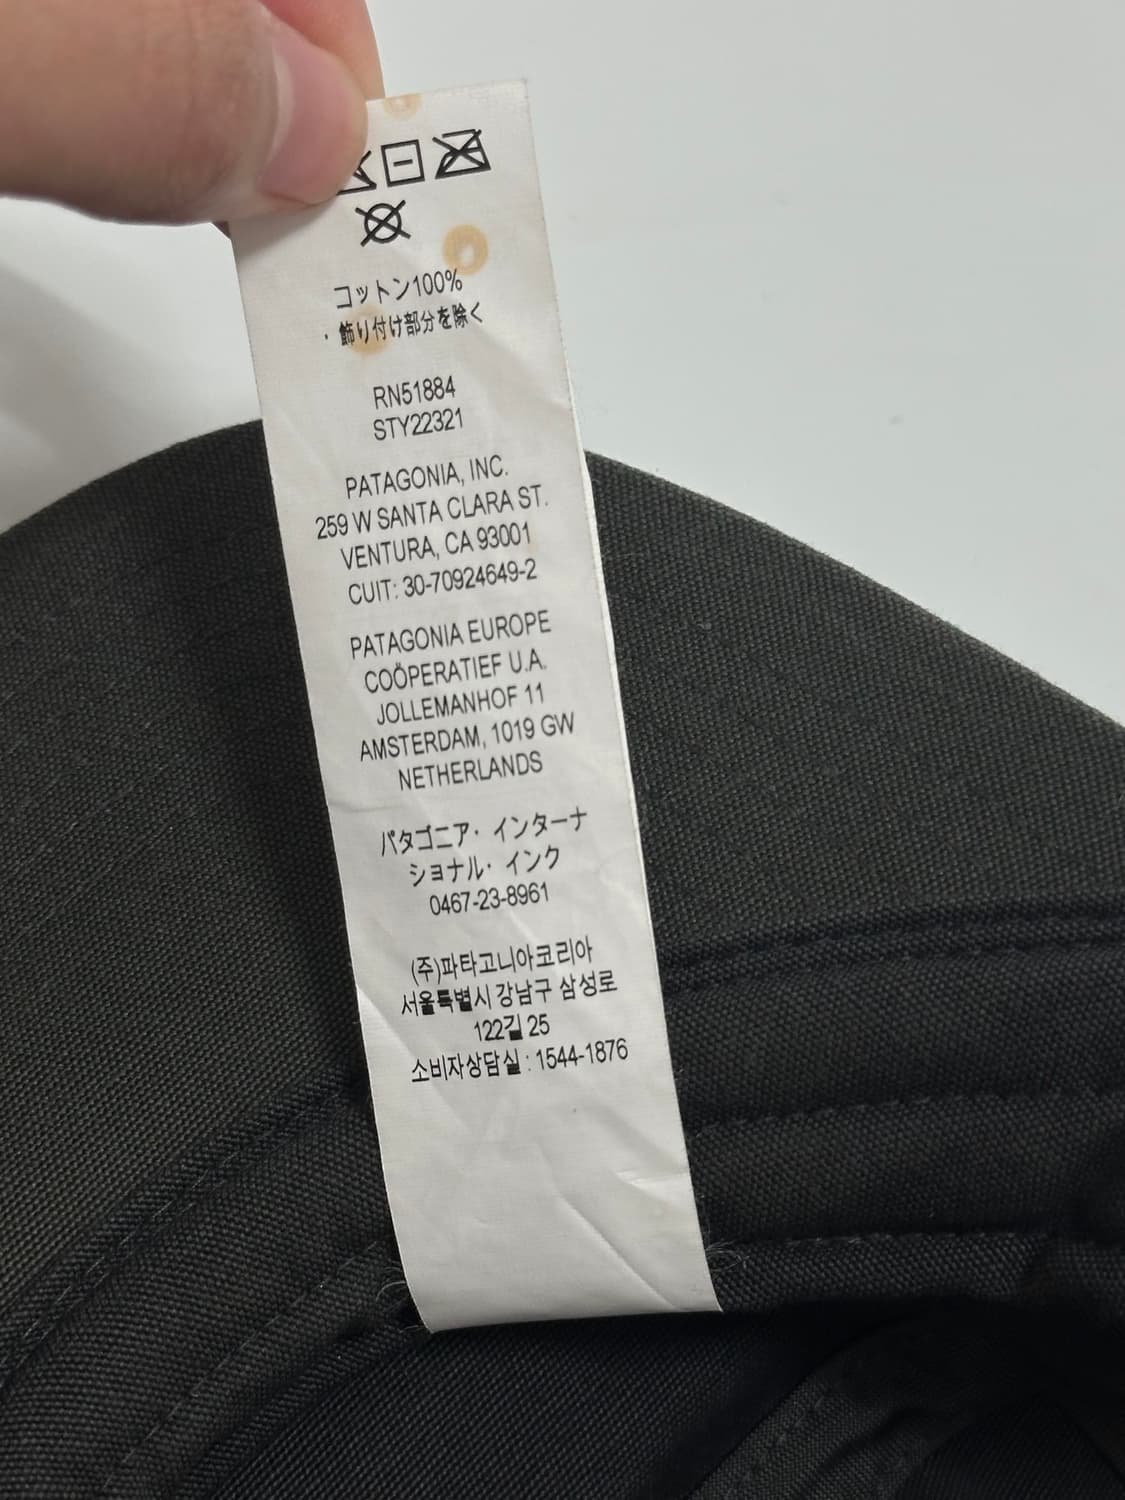 コットン100%
・飾り付け部分を除く
RN51884
STY22321
PATAGONIA, INC.
259 W SANTA CLARA ST.
VENTURA, CA 93001
CUIT: 30-70924649-2
PATAGONIA EUROPE
COÖPERATIEF U.A.
JOLLEMANHOF 11
AMSTERDAM, 1019 GW
NETHERLANDS
パタゴニア・インターナ
ショナル・インク
0467-23-8961
(주)파타고니아코리아
서울특별시 강남구 삼성로
122길 25
소비자상담실 : 1544-1876